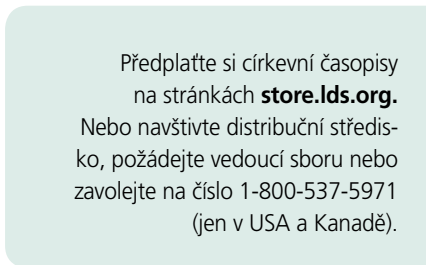 Předplaťte si církevní časopisy
na stránkách store.lds.org.
Nebo navštivte distribuční středis-
ko, požádejte vedoucí sboru nebo
zavolejte na číslo 1-800-537-5971
(jen v USA a Kanadě).